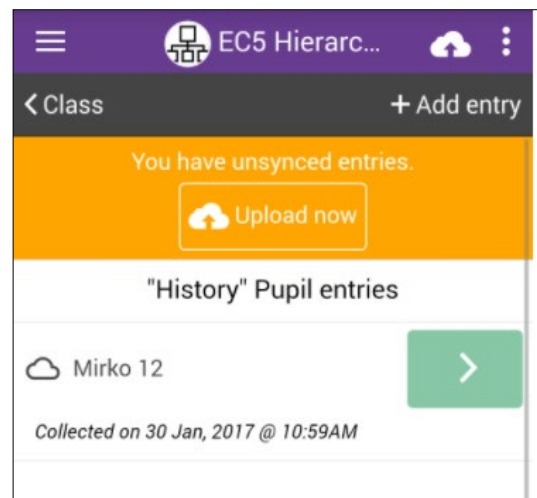 EC5 Hierarc...
Class + Add entry
You have unsynced entries.
Upload now
"History" Pupil entries
Mirko 12
Collected on 30 Jan, 2017 @ 10:59AM